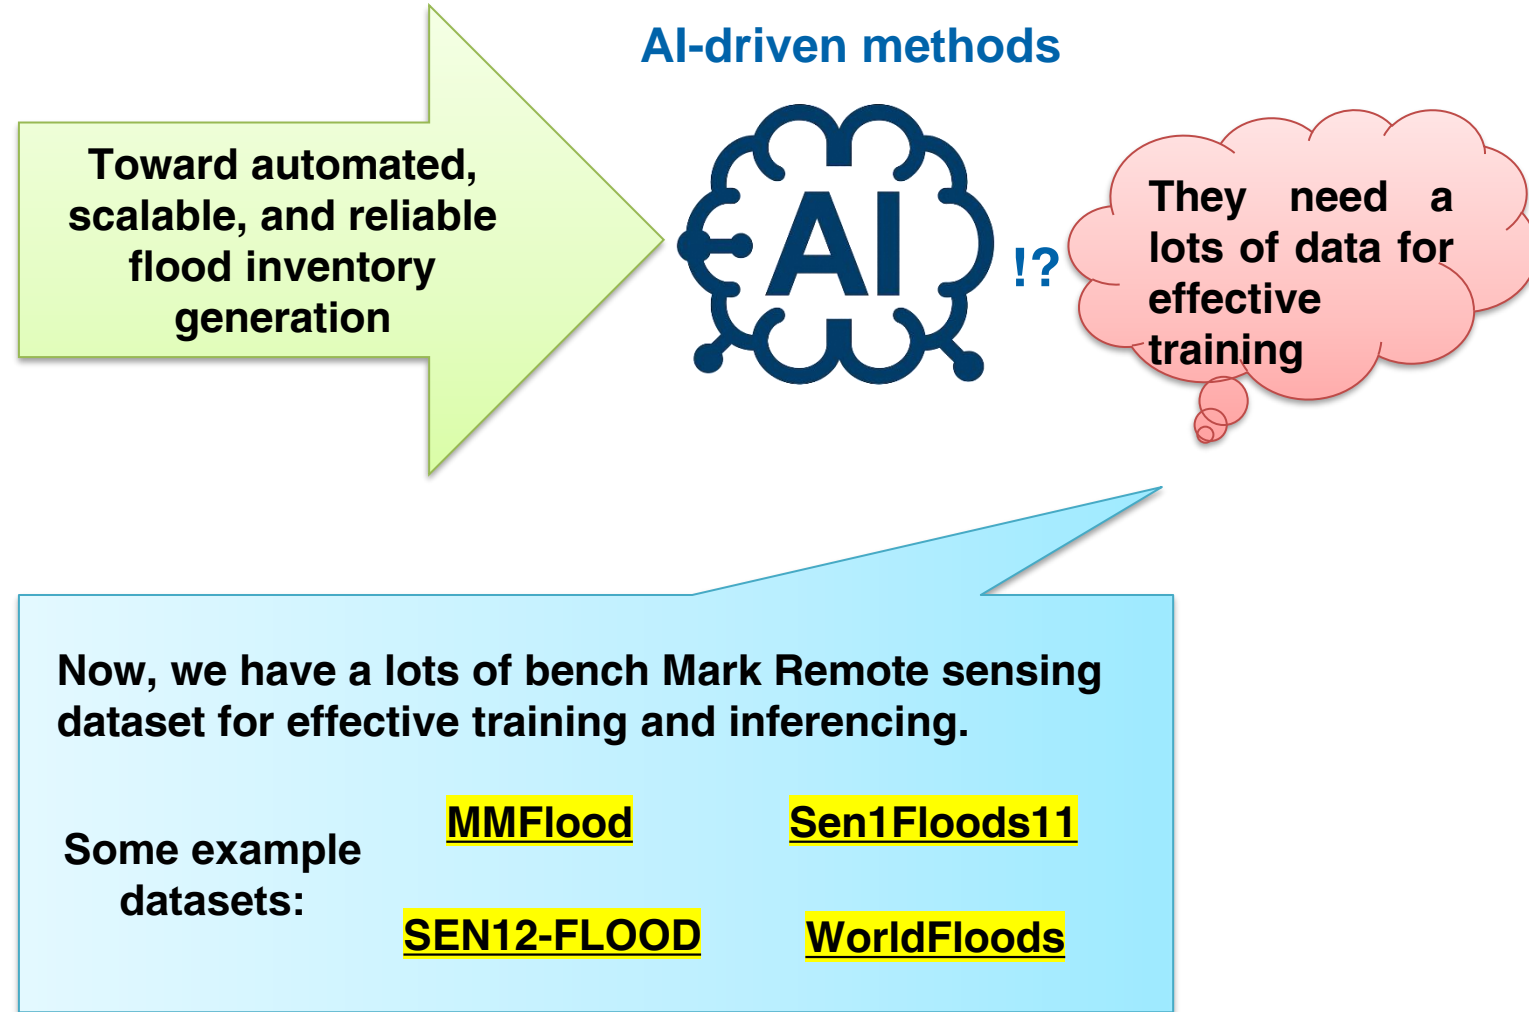 AI-driven methods
Toward automated,
scalable, and reliable
flood inventory
generation
AI
!?
They need a
lots of data for
effective
training
Now, we have a lots of bench Mark Remote sensing
dataset for effective training and inferencing.
Some example
datasets:
MMFlood
Sen1Floods11
SEN12-FLOOD
WorldFloods